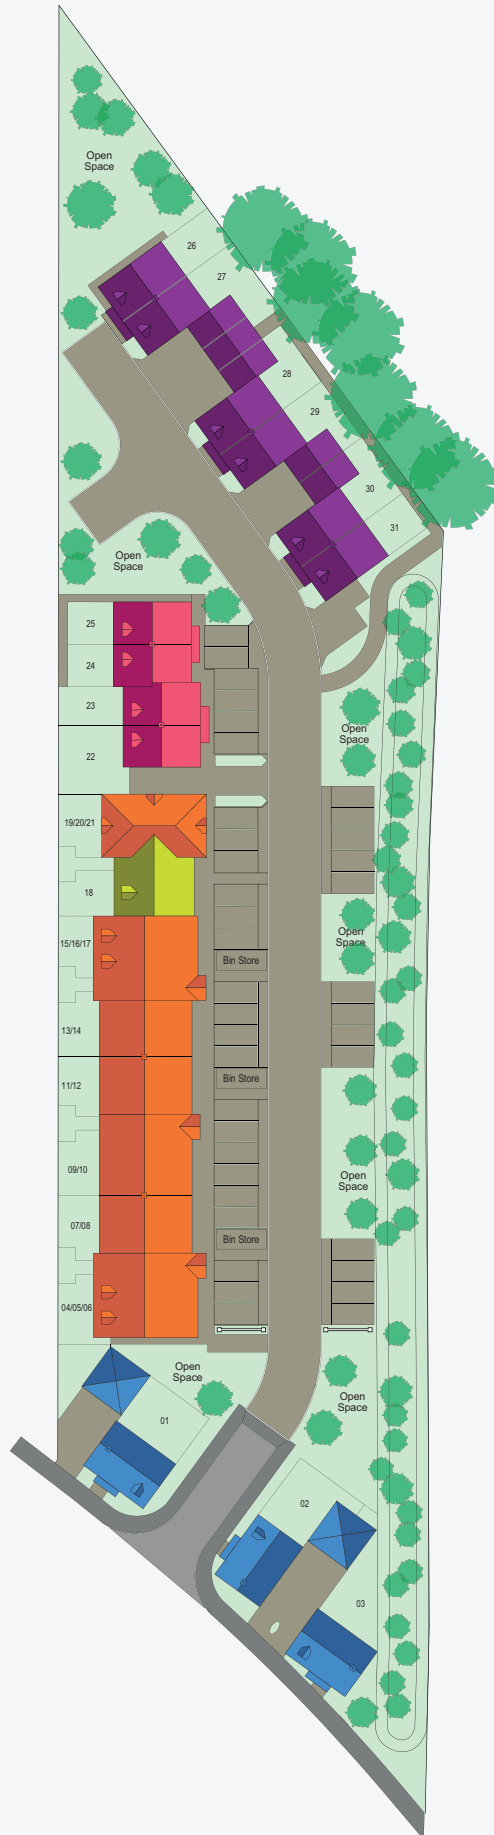 Open
Space
26
27
28
29
30
31
Open
Space
25
24
23
22
Open
Space
19/20/21
18
15/16/17
Open
Space
Bin Store
13/14
Bin Store
11/12
09/10
Open
Space
07/08
Bin Store
04/05/06
Open
Space
Open
Space
01
02
03